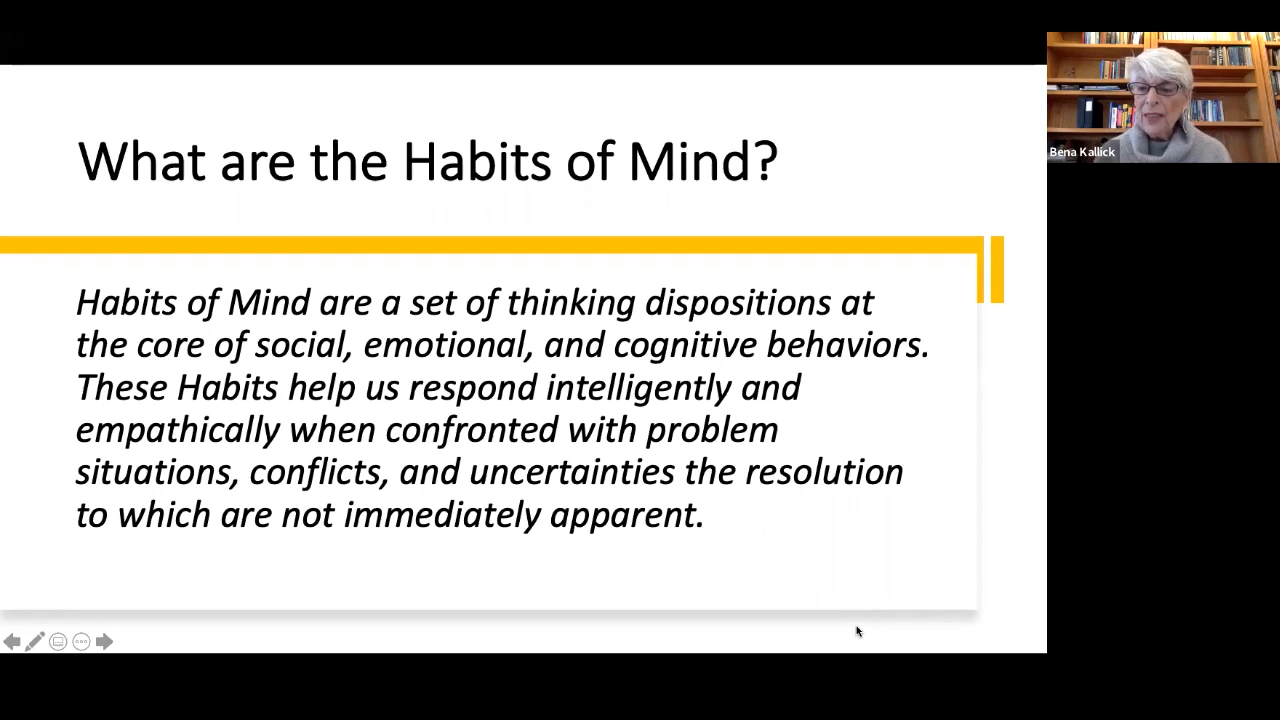 What are the Habits of Mind?
Bena Kallick
Habits of Mind are a set of thinking dispositions at
the core of social, emotional, and cognitive behaviors.
These Habits help us respond intelligently and
empathically when confronted with problem
situations, conflicts, and uncertainties the resolution
to which are not immediately apparent.